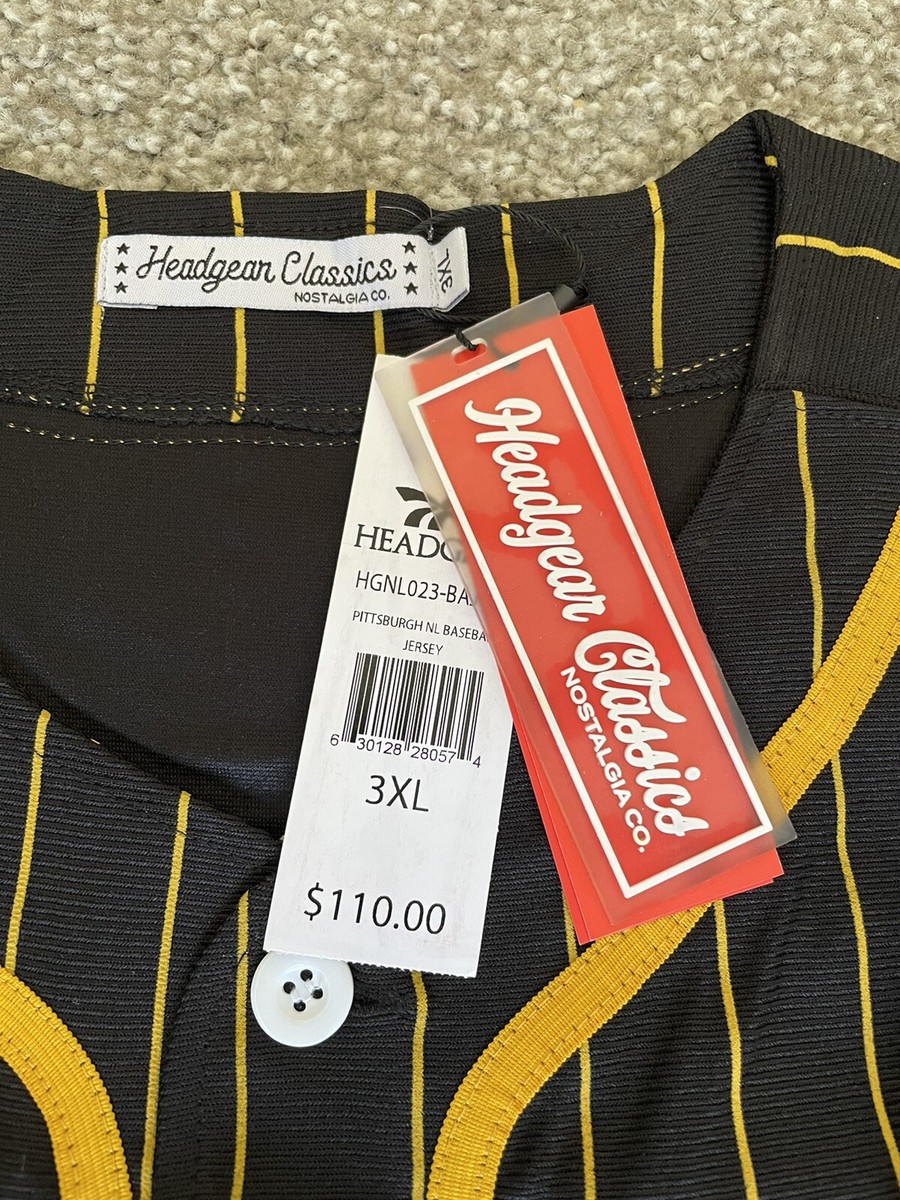 Headgear Classics
NOSTALGIA CO.
3XL
HEADG
HGNL023-BA
PITTSBURGH NL BASEBA
JERSEY
6 30128 28057 4
3XL
$110.00
Headgear Classics
NOSTALGIA CO.